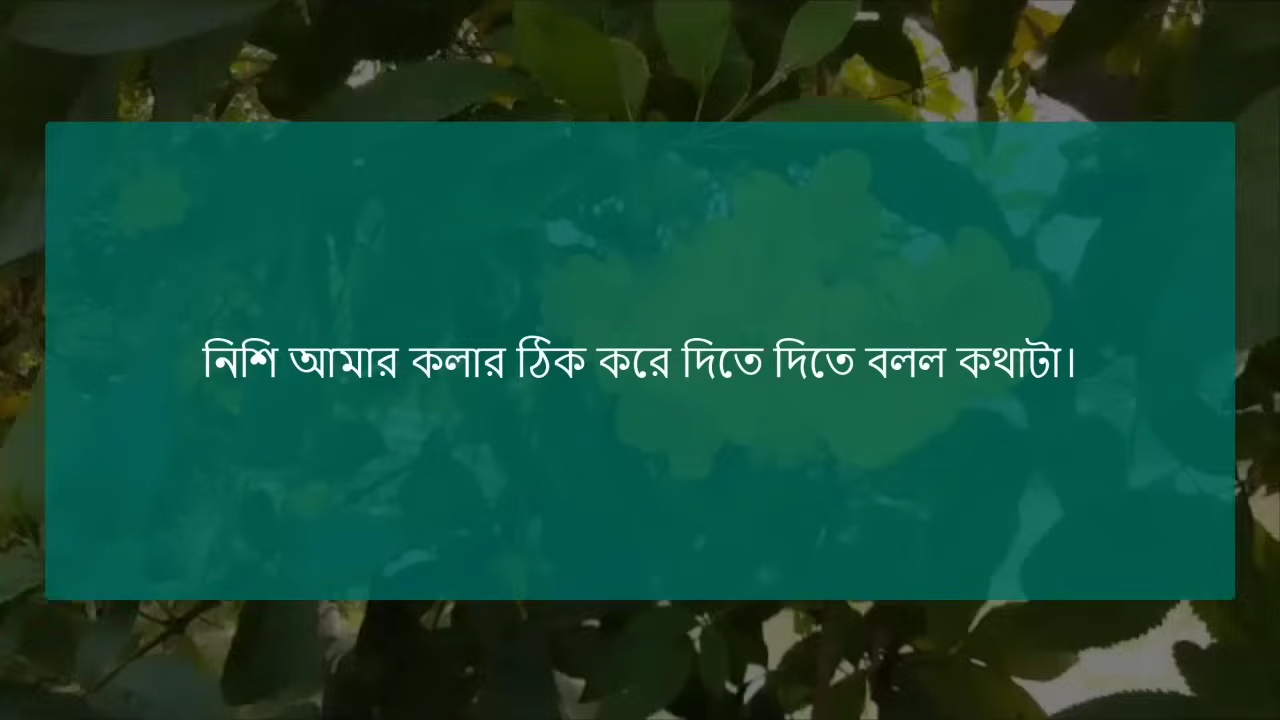 নিশি আমার কলার ঠিক করে দিতে দিতে বলল কথাটা।